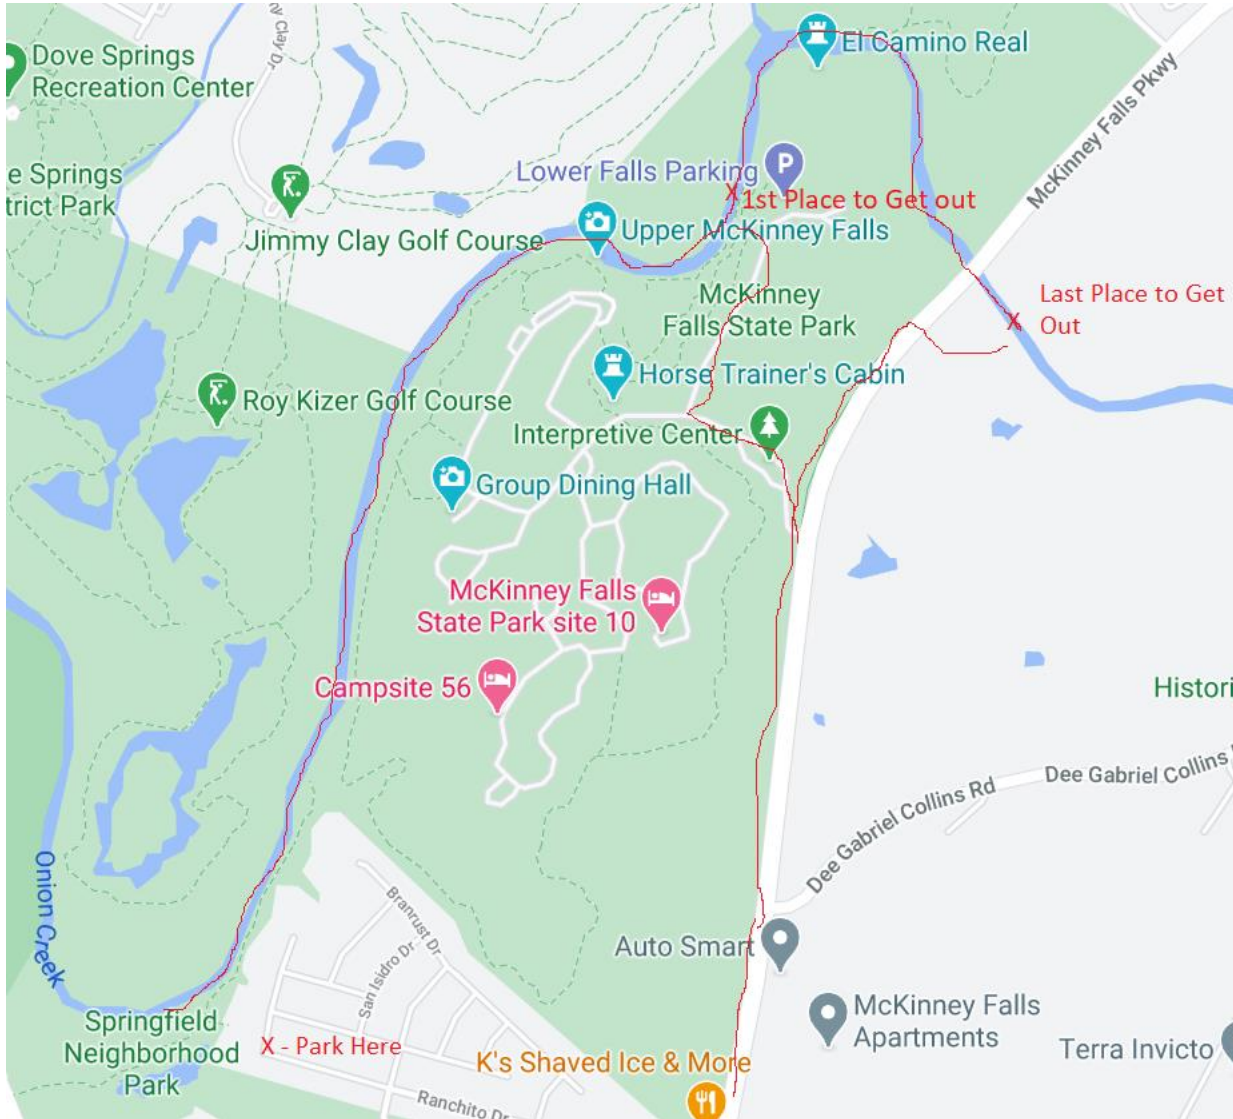 ny Clay Dr
Dove Springs
Recreation Center
El Camino Real
McKinney Falls Pkwy
e Springs
trict Park
Lower Falls Parking
P
1st Place to Get out
Jimmy Clay Golf Course
Upper McKinney Falls
McKinney
Falls State Park
Last Place to Get
Out
X
X
Horse Trainer's Cabin
Roy Kizer Golf Course
Interpretive Center
Group Dining Hall
McKinney Falls
State Park site 10
Campsite 56
Histori
Dee Gabriel Collins Rd
Dee Gabriel Collins
Onion Creek
Branrust Dr
San Isidro Dr
Auto Smart
McKinney Falls
Apartments
Springfield
Neighborhood
Park
X - Park Here
K's Shaved Ice & More
Terra Invicto
Ranchito Dr